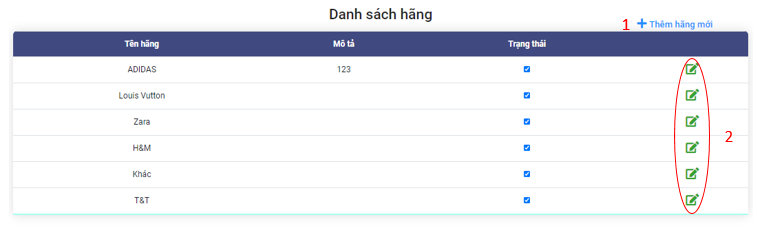 Danh sách hãng
1 Thêm hãng mới
Tên hãng Mô tả Trạng thái
ADIDAS 123
Louis Vutton
Zara
2
H&M
Khác
T&T